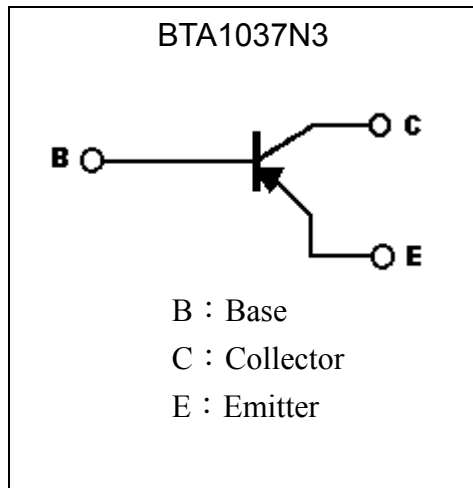 BTA1037N3
C
B
E
B：Base
C：Collector
E：Emitter